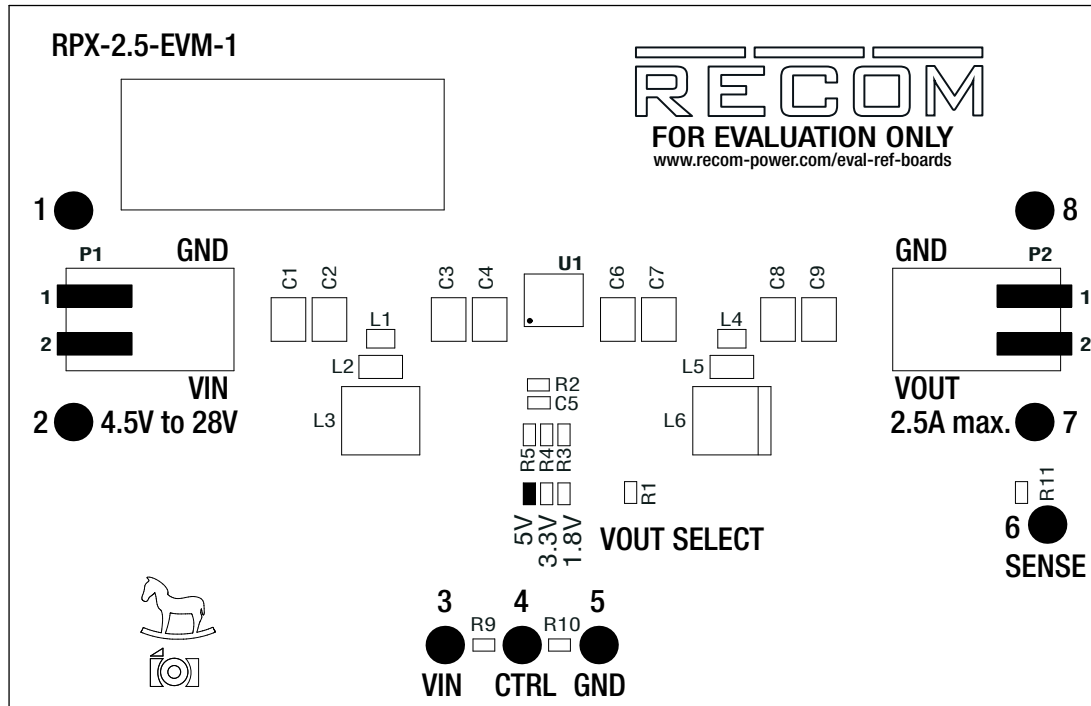 RPX-2.5-EVM-1
RECOM
FOR EVALUATION ONLY
www.recom-power.com/eval-ref-boards
1
8
P1
GND
C1
C2
C3
C4
U1
C6
C7
C8
C9
GND
P2
1
1
2
2
L1
L4
L2
L5
VIN
VOUT
L3
R2
C5
L6
2
4.5V to 28V
2.5A max.
7
R5
R4
R3
R1
R11
5V
3.3V
1.8V
VOUT SELECT
6
SENSE
3
4
5
R9
R10
VIN
CTRL
GND